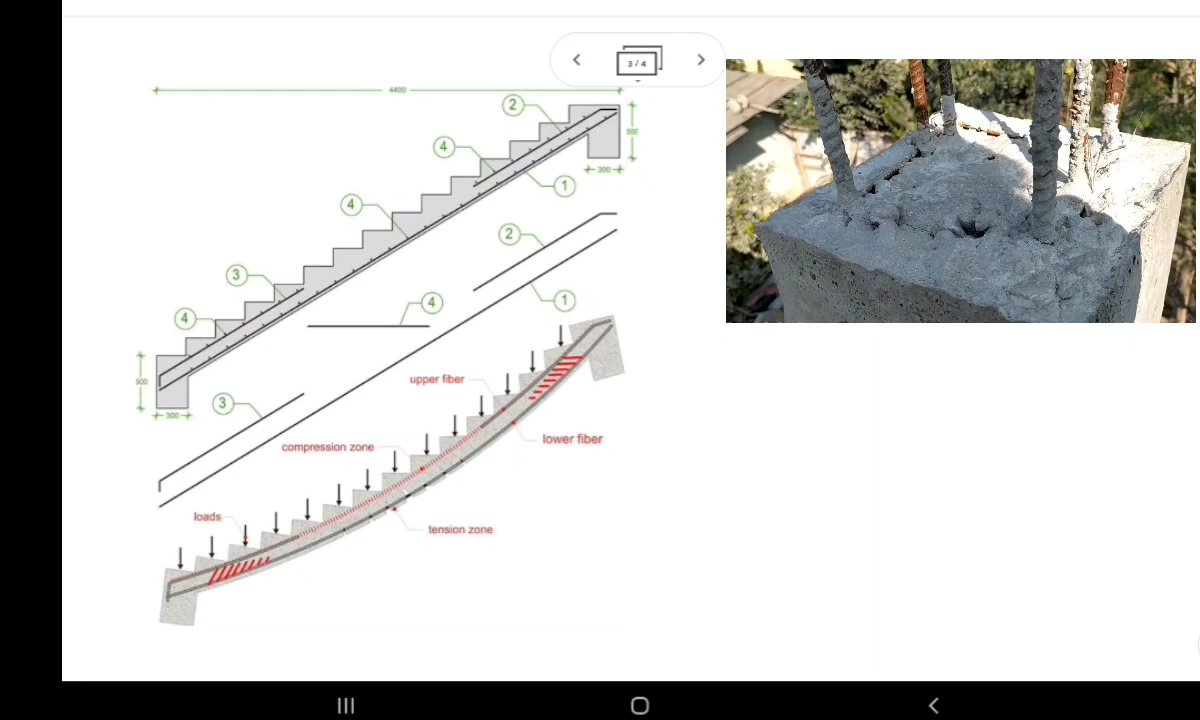 3 / 4
4400
2
500
4
300
1
4
2
3
4
1
4
500
300
3
upper fiber
lower fiber
compression zone
loads
tension zone